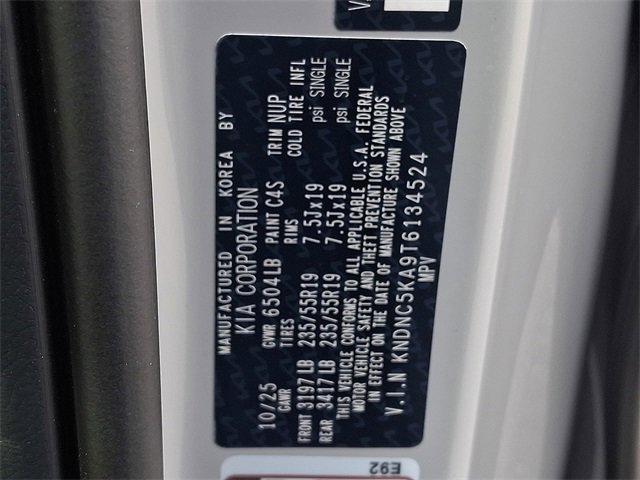 MANUFACTURED IN KOREA BY
KIA CORPORATION
10/25 GVWR 6504LB PAINT C4S TRIM NUP
GAWR TIRES RIMS COLD TIRE INFL
FRONT 3197LB 235/55R19 7.5Jx19 psi SINGLE
REAR 3417LB 235/55R19 7.5Jx19 psi SINGLE
THIS VEHICLE CONFORMS TO ALL APPLICABLE U.S.A. FEDERAL
MOTOR VEHICLE SAFETY AND THEFT PREVENTION STANDARDS
IN EFFECT ON THE DATE OF MANUFACTURE SHOWN ABOVE
V.I.N KNDNC5KA9T6134524
MPV
E92